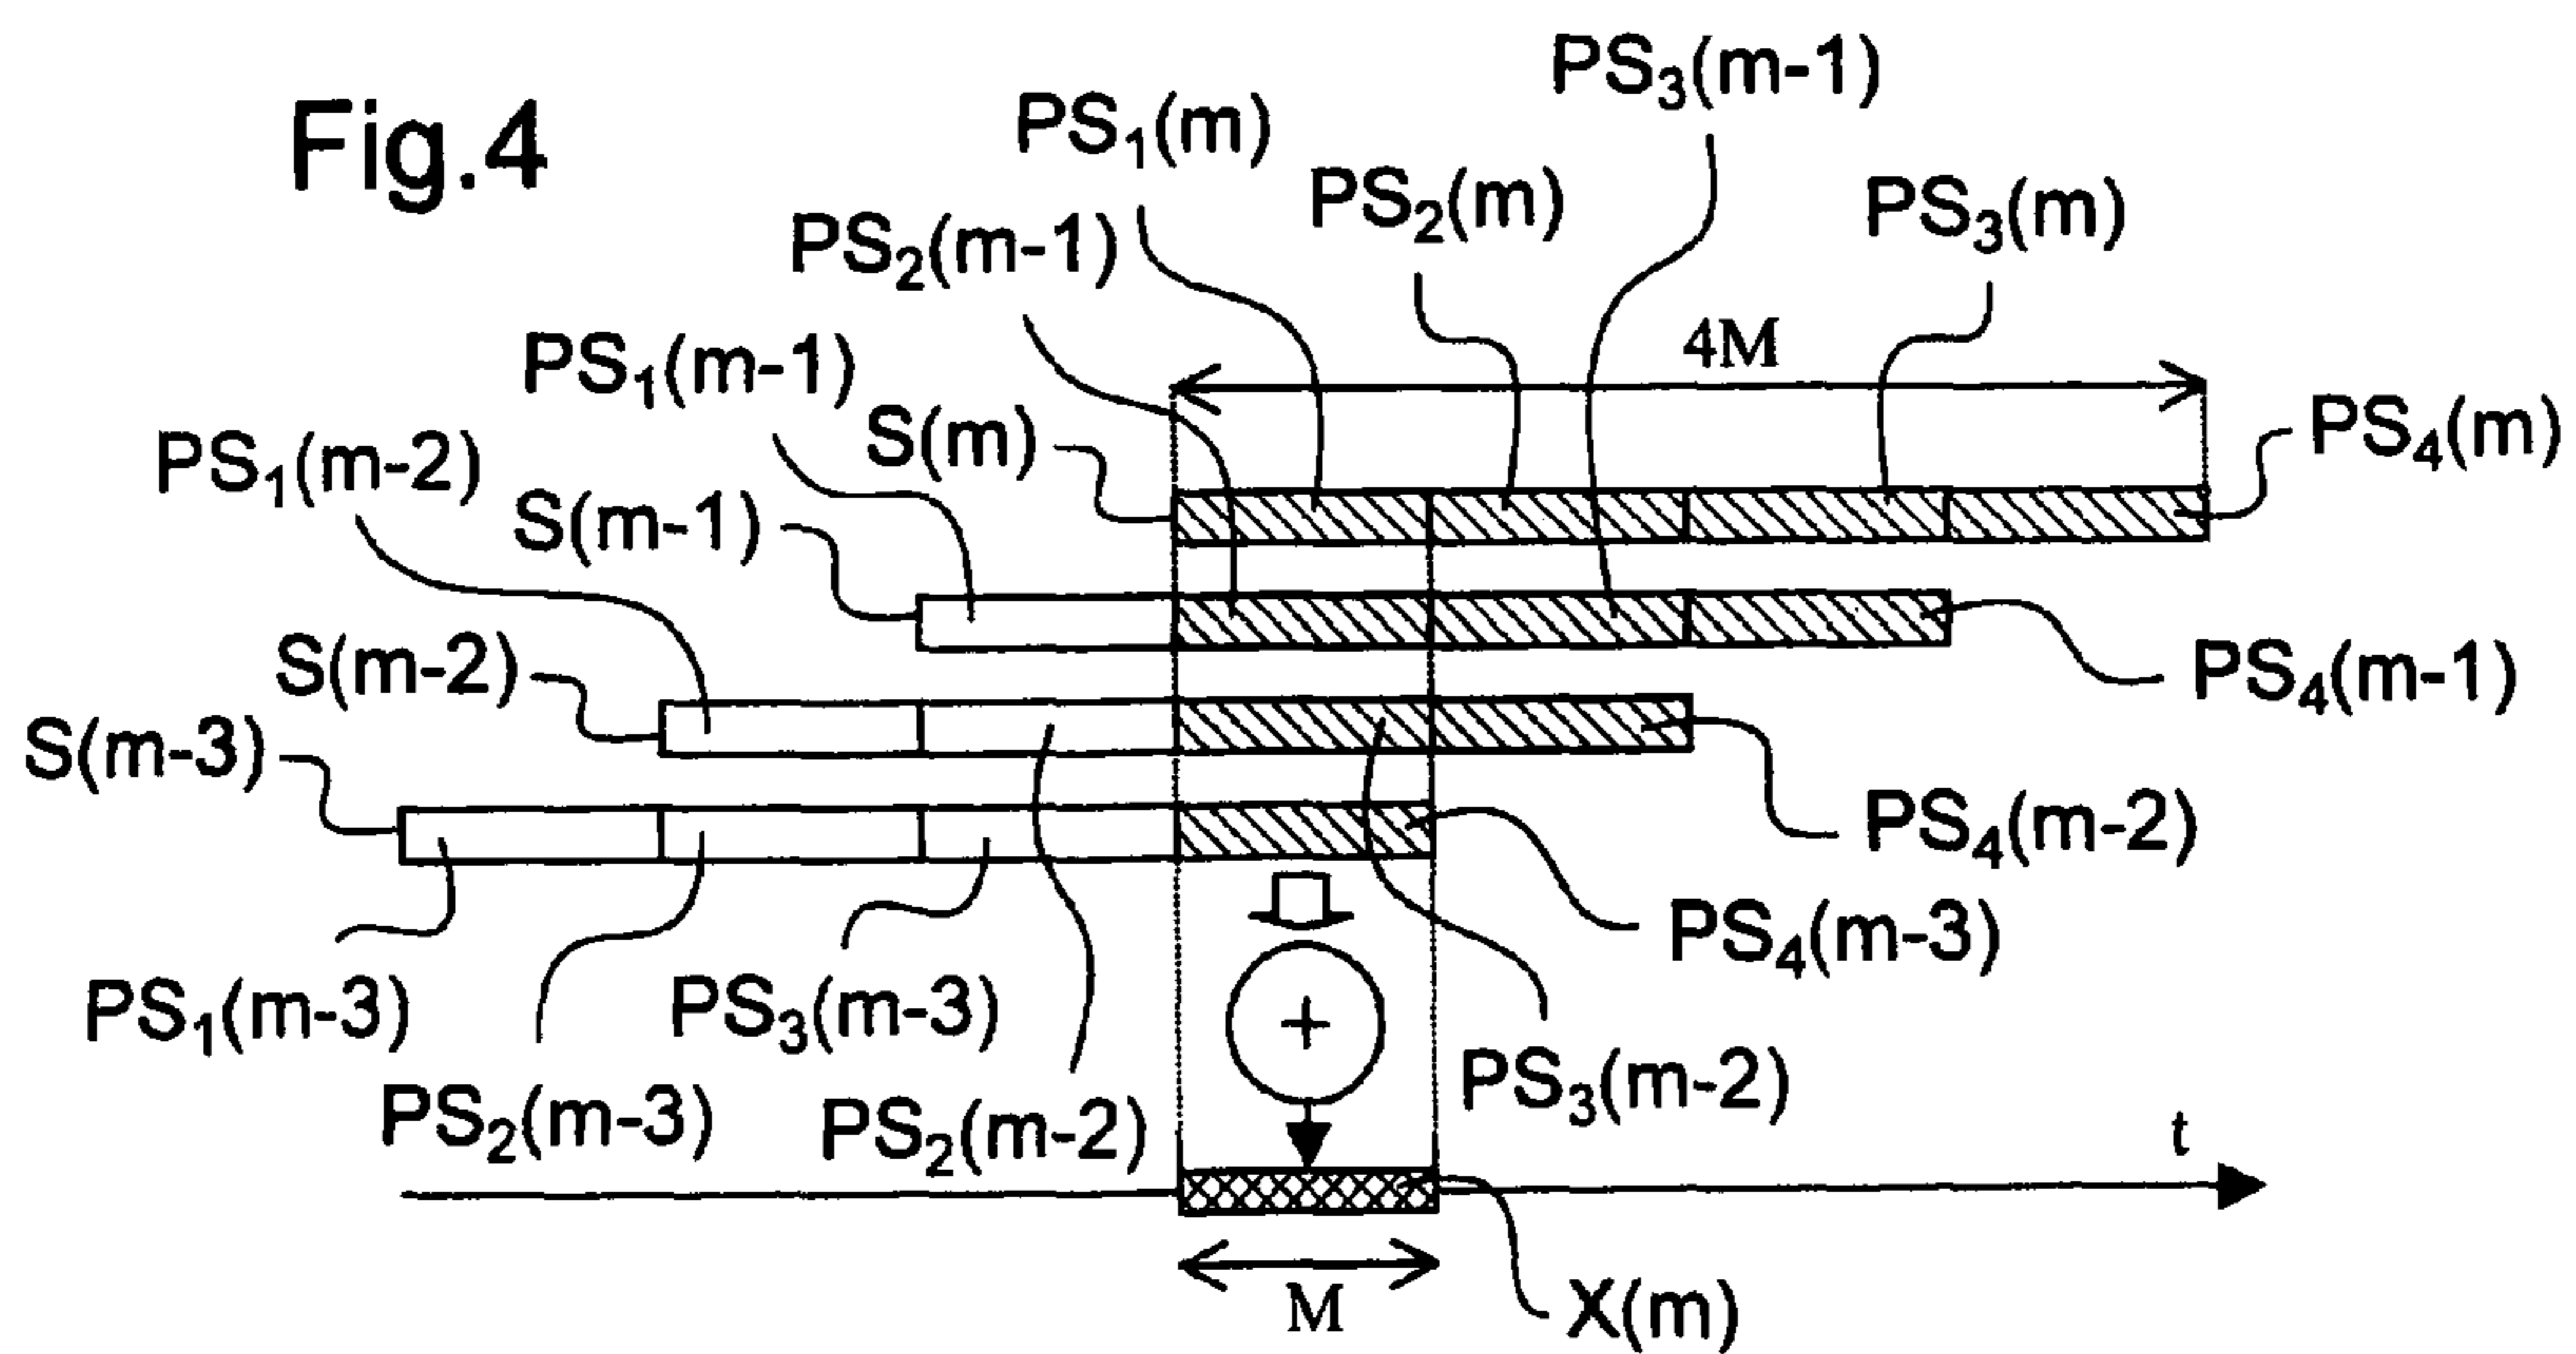 Fig.4
PS₃(m-1)
PS₁(m)
PS₂(m)
PS₃(m)
PS₂(m-1)
4M
PS₁(m-1)
S(m)
PS₄(m)
PS₁(m-2)
S(m-1)
S(m-2)
PS₄(m-1)
S(m-3)
PS₄(m-2)
PS₄(m-3)
PS₁(m-3)
PS₃(m-3)
+
PS₃(m-2)
PS₂(m-3)
PS₂(m-2)
t
M
X(m)